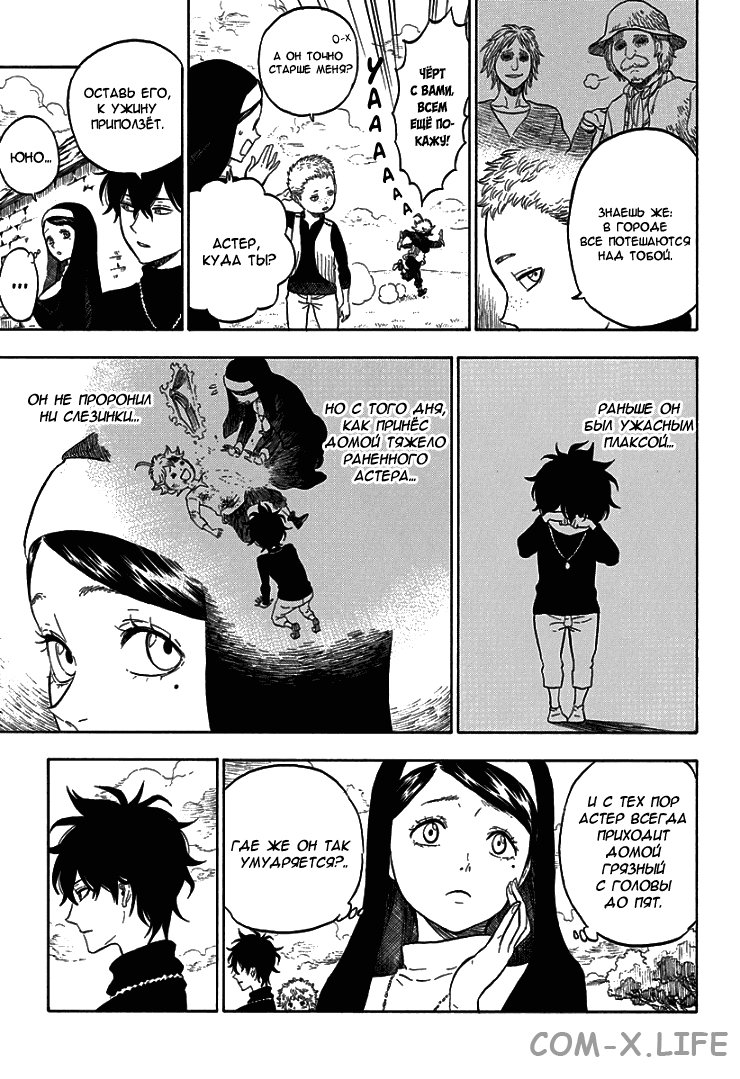 ЗНАЕШЬ ЖЕ:
В ГОРОДЕ
ВСЕ ПОТЕШАЮТСЯ
НАД ТОБОЙ.
ЧЁРТ
С ВАМИ,
ВСЕМ
ЕЩЁ ПО-
КАЖУ!
УААААААА
О-Х
А ОН ТОЧНО
СТАРШЕ МЕНЯ?
АСТЕР,
КУДА ТЫ?
ОСТАВЬ ЕГО,
К УЖИНУ
ПРИПОЛЗЁТ.
ЮНО...
...
РАНЬШЕ ОН
БЫЛ УЖАСНЫМ
ПЛАКСОЙ...
НО С ТОГО ДНЯ,
КАК ПРИНЁС
ДОМОЙ ТЯЖЕЛО
РАНЕННОГО
АСТЕРА...
ОН НЕ ПРОРОНИЛ
НИ СЛЕЗИНКИ...
И С ТЕХ ПОР
АСТЕР ВСЕГДА
ПРИХОДИТ
ДОМОЙ
ГРЯЗНЫЙ
С ГОЛОВЫ
ДО ПЯТ.
ГДЕ ЖЕ ОН ТАК
УМУДРЯЕТСЯ?..
COM-X.LIFE